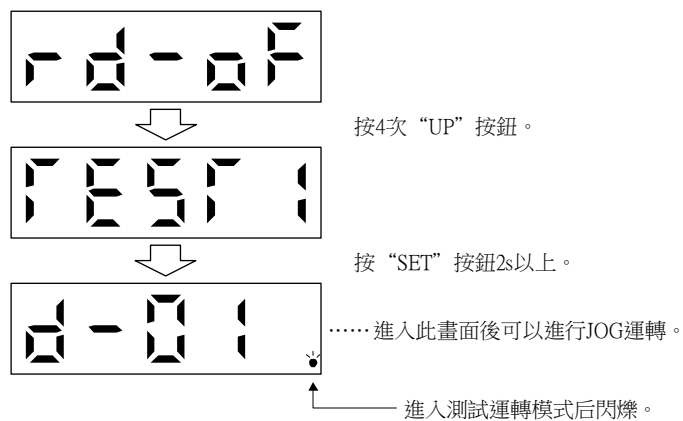 rd-oF
按4次“UP”按鈕。
TEST1
按“SET”按鈕2s以上。
d-01
……進入此畫面後可以進行JOG運轉。
進入測試運轉模式后閃爍。